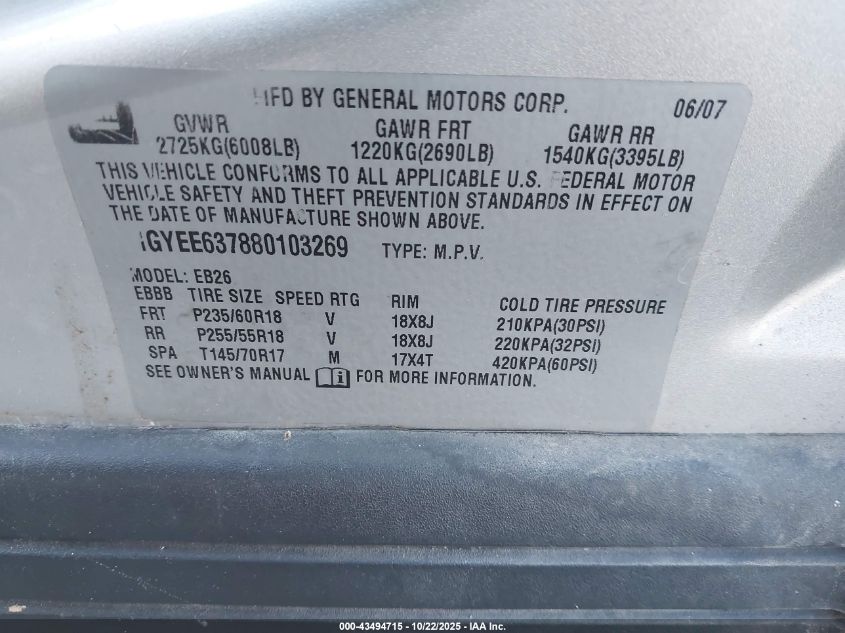 MFD BY GENERAL MOTORS CORP. 06/07
GVWR GAWR FRT GAWR RR
2725KG(6008LB) 1220KG(2690LB) 1540KG(3395LB)
THIS VEHICLE CONFORMS TO ALL APPLICABLE U.S. FEDERAL MOTOR
VEHICLE SAFETY AND THEFT PREVENTION STANDARDS IN EFFECT ON
THE DATE OF MANUFACTURE SHOWN ABOVE.
1GYEE637880103269 TYPE: M.P.V.
MODEL: EB26
EBBB TIRE SIZE SPEED RTG RIM COLD TIRE PRESSURE
FRT P235/60R18 V 18X8J 210KPA(30PSI)
RR P255/55R18 V 18X8J 220KPA(32PSI)
SPA T145/70R17 M 17X4T 420KPA(60PSI)
SEE OWNER'S MANUAL i FOR MORE INFORMATION.
000-43494715 - 10/22/2025 - IAA Inc.